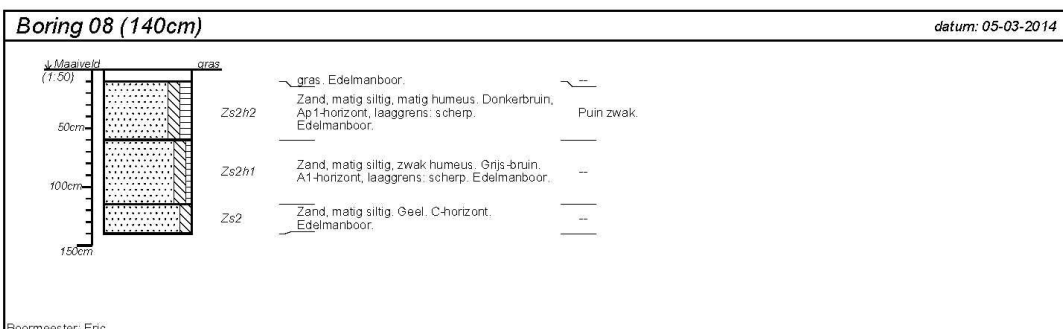 Boring 08 (140cm)
datum: 05-03-2014
↓ Maaiveld
gras
(1:50)
gras. Edelmanboor.
--
Zs2h2
Zand, matig siltig, matig humeus. Donkerbruin,
Ap1-horizont, laaggrens: scherp.
Edelmanboor.
Puin zwak.
50cm
Zs2h1
Zand, matig siltig, zwak humeus. Grijs-bruin.
A1-horizont, laaggrens: scherp. Edelmanboor.
--
100cm
Zs2
Zand, matig siltig. Geel. C-horizont.
Edelmanboor.
--
150cm
Boormeester: Eric